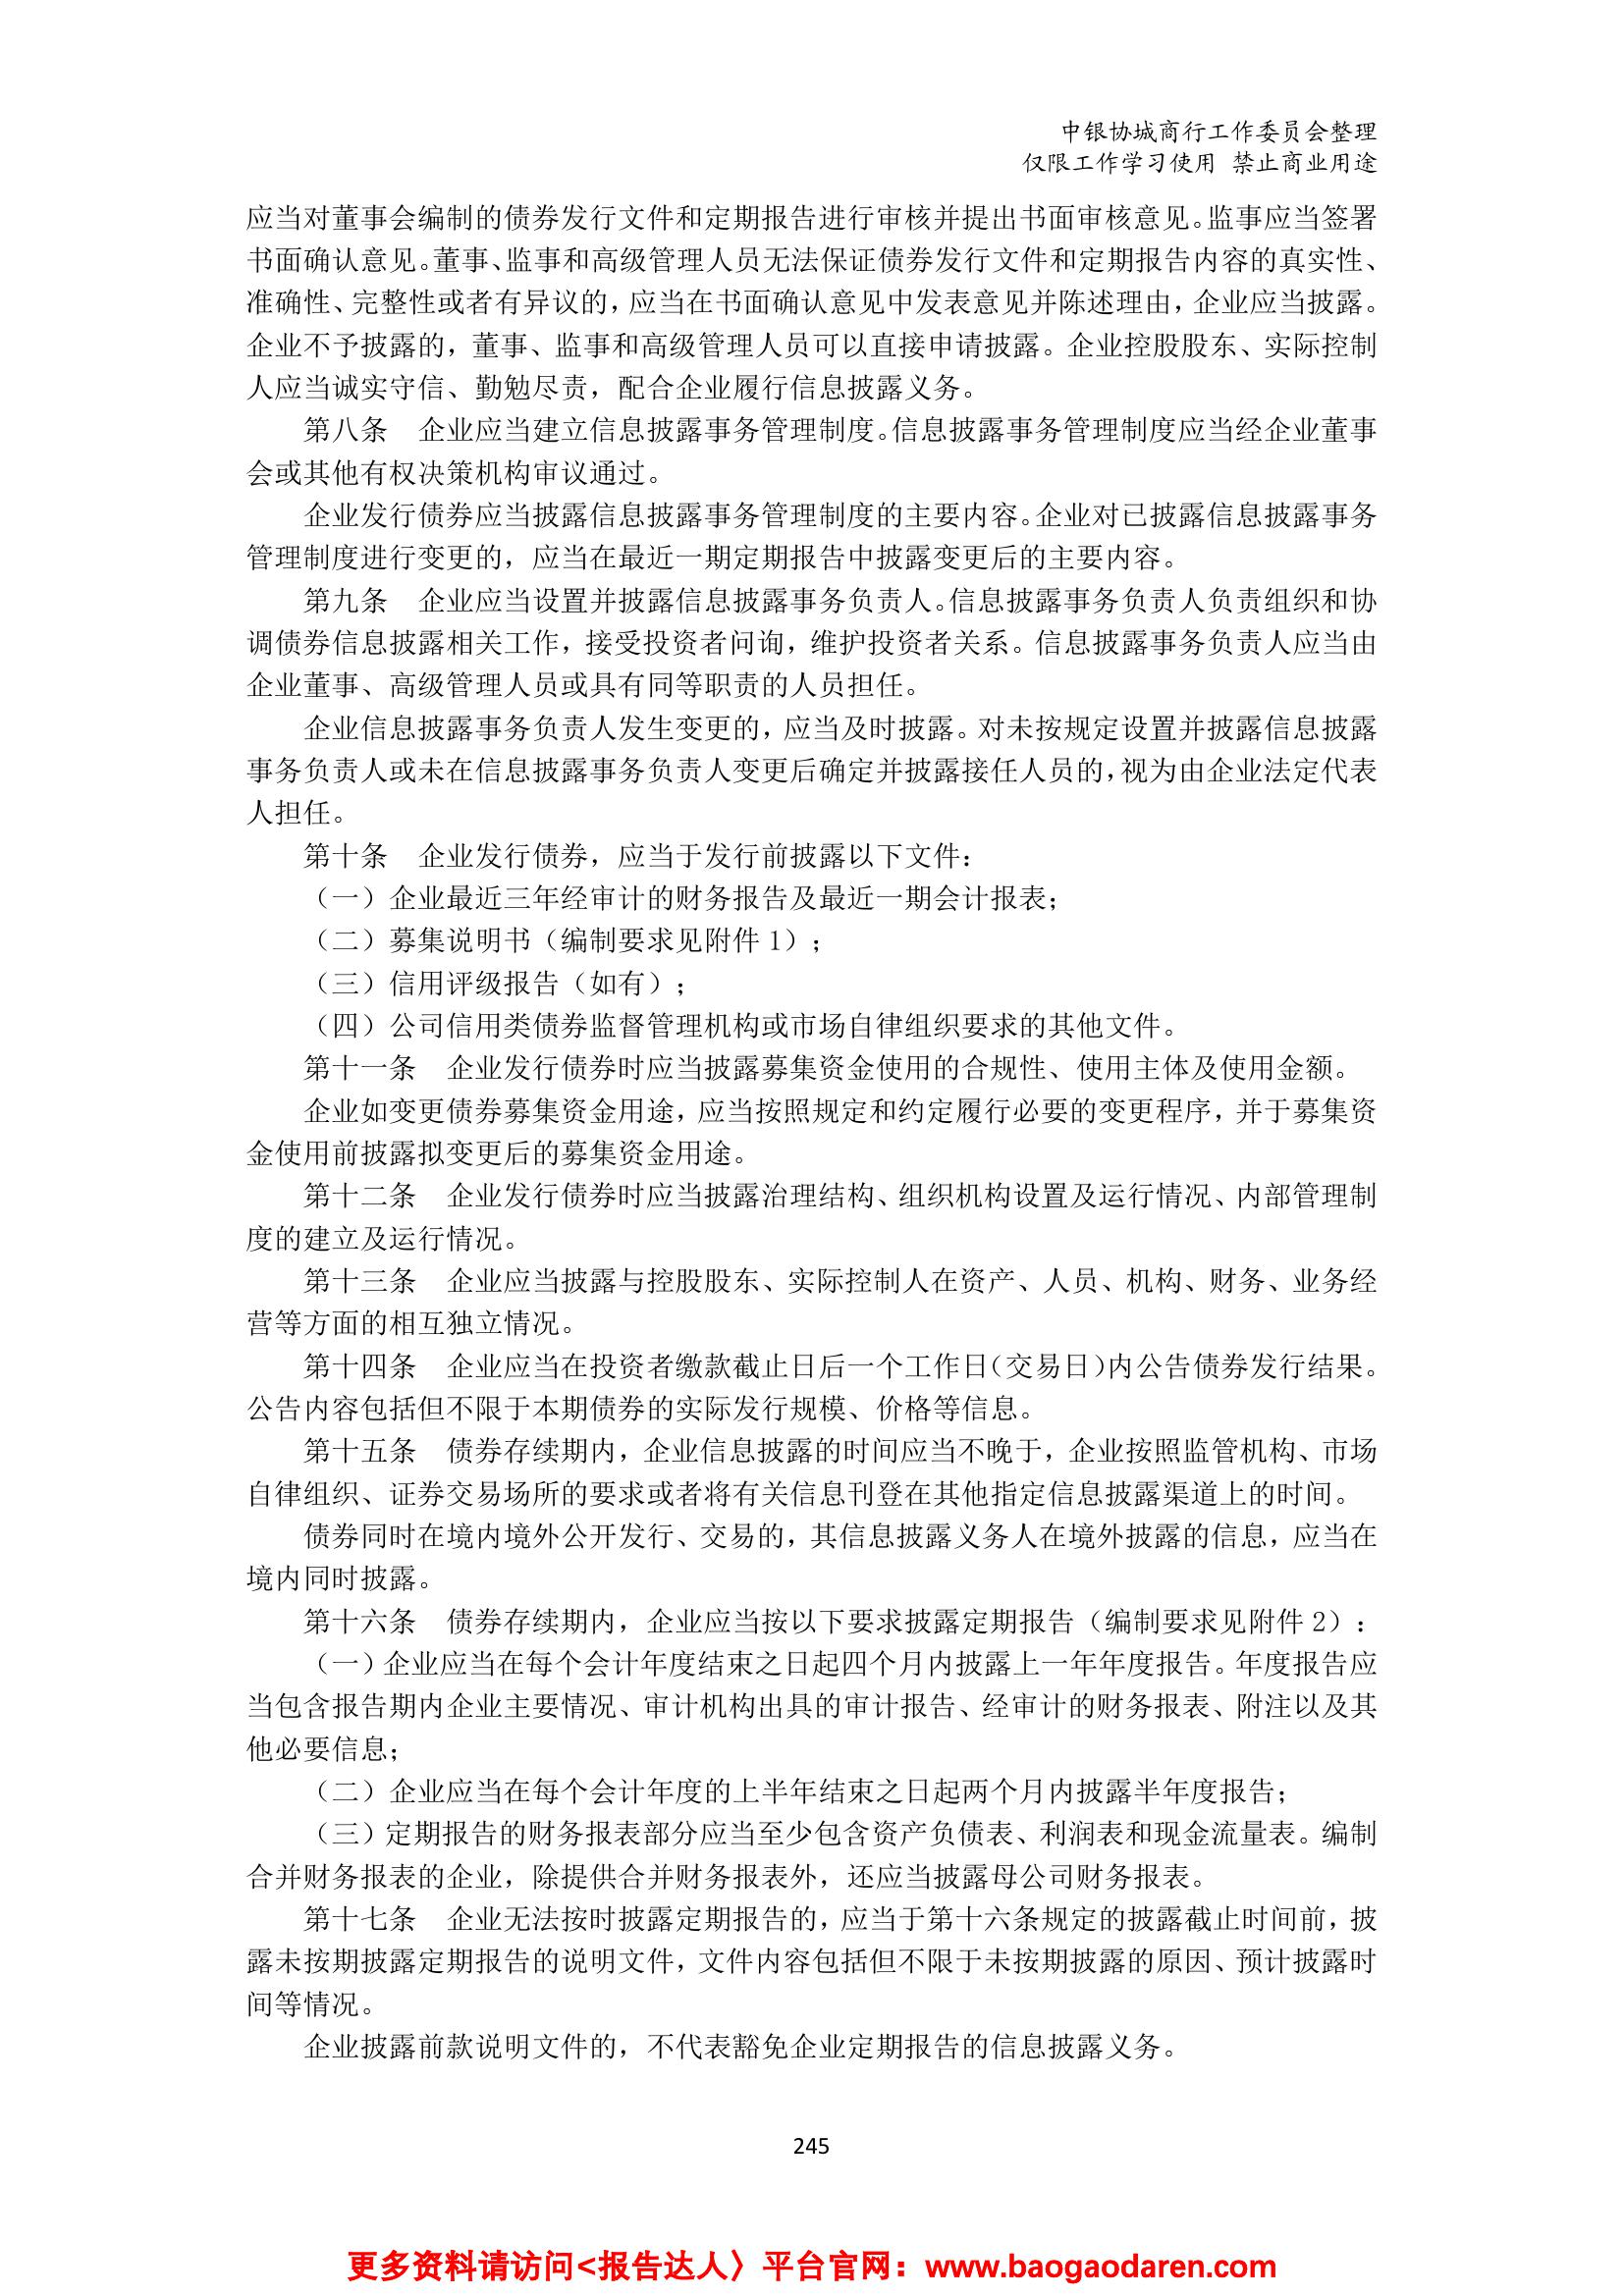 中银协城商行工作委员会整理
仅限工作学习使用 禁止商业用途
应当对董事会编制的债券发行文件和定期报告进行审核并提出书面审核意见。监事应当签署
书面确认意见。董事、监事和高级管理人员无法保证债券发行文件和定期报告内容的真实性、
准确性、完整性或者有异议的，应当在书面确认意见中发表意见并陈述理由，企业应当披露。
企业不予披露的，董事、监事和高级管理人员可以直接申请披露。企业控股股东、实际控制
人应当诚实守信、勤勉尽责，配合企业履行信息披露义务。
第八条　企业应当建立信息披露事务管理制度。信息披露事务管理制度应当经企业董事
会或其他有权决策机构审议通过。
企业发行债券应当披露信息披露事务管理制度的主要内容。企业对已披露信息披露事务
管理制度进行变更的，应当在最近一期定期报告中披露变更后的主要内容。
第九条　企业应当设置并披露信息披露事务负责人。信息披露事务负责人负责组织和协
调债券信息披露相关工作，接受投资者问询，维护投资者关系。信息披露事务负责人应当由
企业董事、高级管理人员或具有同等职责的人员担任。
企业信息披露事务负责人发生变更的，应当及时披露。对未按规定设置并披露信息披露
事务负责人或未在信息披露事务负责人变更后确定并披露接任人员的，视为由企业法定代表
人担任。
第十条　企业发行债券，应当于发行前披露以下文件：
（一）企业最近三年经审计的财务报告及最近一期会计报表；
（二）募集说明书（编制要求见附件 1）；
（三）信用评级报告（如有）；
（四）公司信用类债券监督管理机构或市场自律组织要求的其他文件。
第十一条　企业发行债券时应当披露募集资金使用的合规性、使用主体及使用金额。
企业如变更债券募集资金用途，应当按照规定和约定履行必要的变更程序，并于募集资
金使用前披露拟变更后的募集资金用途。
第十二条　企业发行债券时应当披露治理结构、组织机构设置及运行情况、内部管理制
度的建立及运行情况。
第十三条　企业应当披露与控股股东、实际控制人在资产、人员、机构、财务、业务经
营等方面的相互独立情况。
第十四条　企业应当在投资者缴款截止日后一个工作日（交易日）内公告债券发行结果。
公告内容包括但不限于本期债券的实际发行规模、价格等信息。
第十五条　债券存续期内，企业信息披露的时间应当不晚于，企业按照监管机构、市场
自律组织、证券交易场所的要求或者将有关信息刊登在其他指定信息披露渠道上的时间。
债券同时在境内境外公开发行、交易的，其信息披露义务人在境外披露的信息，应当在
境内同时披露。
第十六条　债券存续期内，企业应当按以下要求披露定期报告（编制要求见附件 2）：
（一）企业应当在每个会计年度结束之日起四个月内披露上一年年度报告。年度报告应
当包含报告期内企业主要情况、审计机构出具的审计报告、经审计的财务报表、附注以及其
他必要信息；
（二）企业应当在每个会计年度的上半年结束之日起两个月内披露半年度报告；
（三）定期报告的财务报表部分应当至少包含资产负债表、利润表和现金流量表。编制
合并财务报表的企业，除提供合并财务报表外，还应当披露母公司财务报表。
第十七条　企业无法按时披露定期报告的，应当于第十六条规定的披露截止时间前，披
露未按期披露定期报告的说明文件，文件内容包括但不限于未按期披露的原因、预计披露时
间等情况。
企业披露前款说明文件的，不代表豁免企业定期报告的信息披露义务。
245
更多资料请访问<报告达人〉平台官网：www.baogaodaren.com